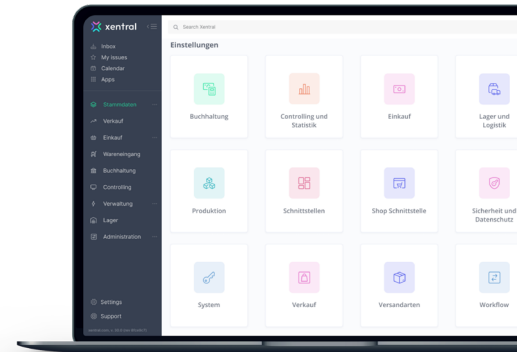 xentral
Search Xentral
Inbox
My issues
Calendar
Apps
Stammdaten
Verkauf
Einkauf
Wareneingang
Buchhaltung
Controlling
Verwaltung
Lager
Administration
Settings
Support
Einstellungen
Buchhaltung
Controlling und
Statistik
Einkauf
Lager und
Logistik
Produktion
Schnittstellen
Shop Schnittstelle
Sicherheit und
Datenschutz
System
Verkauf
Versandarten
Workflow